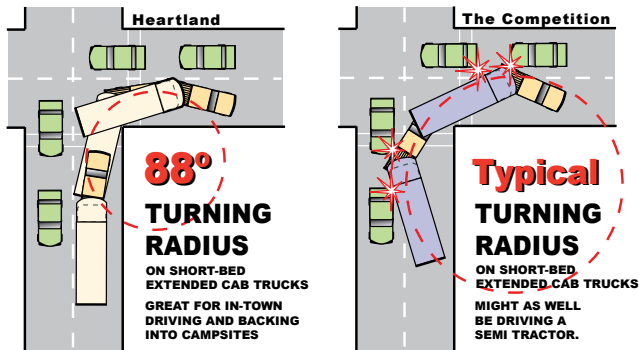 Heartland
88º
TURNING
RADIUS
ON SHORT-BED
EXTENDED CAB TRUCKS
GREAT FOR IN-TOWN
DRIVING AND BACKING
INTO CAMPSITES
The Competition
Typical
TURNING
RADIUS
ON SHORT-BED
EXTENDED CAB TRUCKS
MIGHT AS WELL
BE DRIVING A
SEMI TRACTOR.